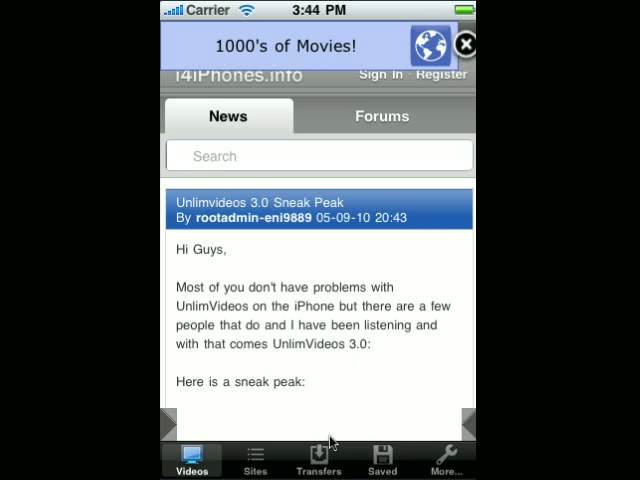 Carrier 3:44 PM
1000's of Movies!
i4iPhones.info Sign In · Register
News Forums
Search
Unlimvideos 3.0 Sneak Peak
By rootadmin-eni9889 05-09-10 20:43
Hi Guys,
Most of you don't have problems with
UnlimVideos on the iPhone but there are a few
people that do and I have been listening and
with that comes UnlimVideos 3.0:
Here is a sneak peak:
Videos Sites Transfers Saved More...